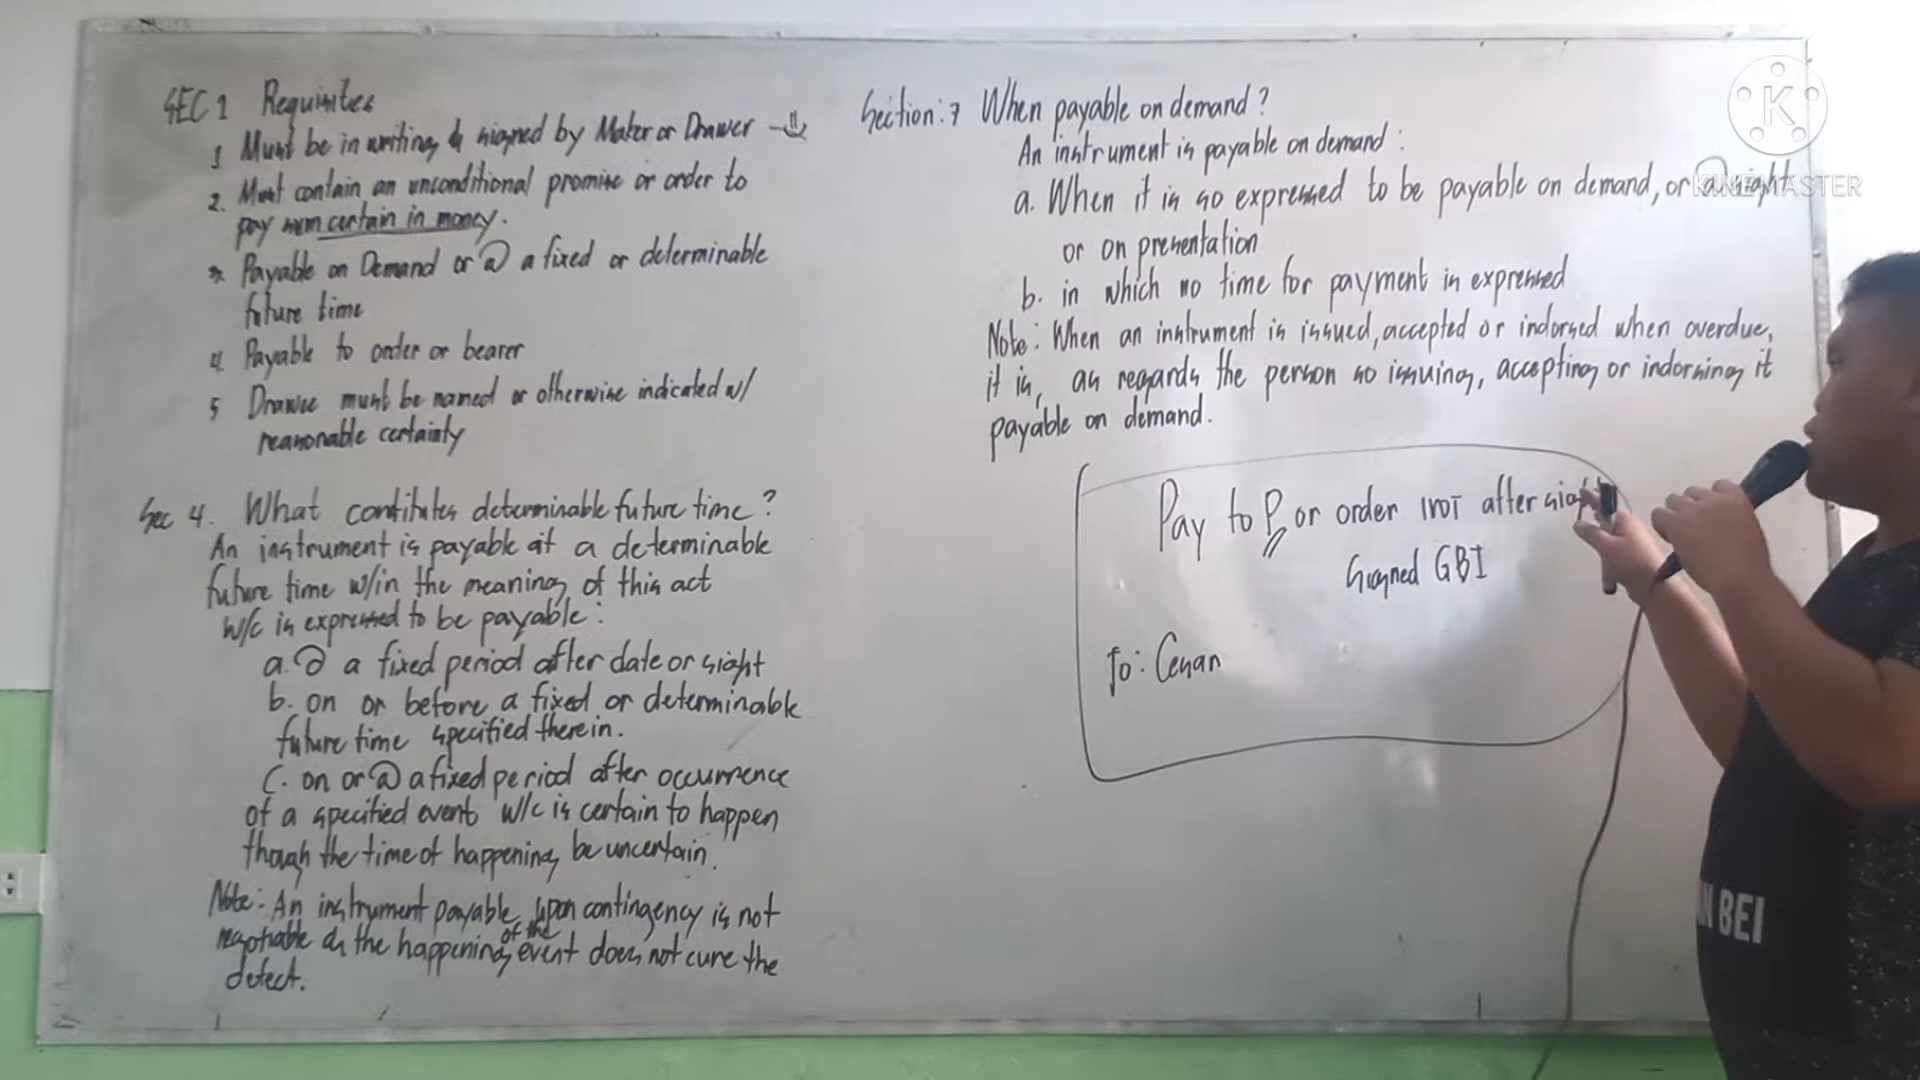 SEC 1 Requisites
1 Must be in writing & signed by Maker or Drawer
2. Must contain an unconditional promise or order to
pay sum certain in money.
3. Payable on Demand or @ a fixed or determinable
future time
4 Payable to order or bearer
5 Drawee must be named or otherwise indicated w/
reasonable certainty
Sec 4. What contitutes determinable future time?
An instrument is payable at a determinable
future time w/in the meaning of this act
w/c is expressed to be payable:
a. @ a fixed period after date or sight
b. on or before a fixed or determinable
future time specified therein.
C. on or @ a fixed period after occurrence
of a specified event w/c is certain to happen
though the time of happening be uncertain.
Note: An instrument payable upon contingency is not
negotiable & the happening of the event does not cure the
defect.
Section: 7 When payable on demand?
An instrument is payable on demand:
a. When it is so expressed to be payable on demand, or @ sight
or on presentation
b. in which no time for payment is expressed
Note: When an instrument is issued, accepted or indorsed when overdue,
it is, as regards the person so issuing, accepting or indorsing it
payable on demand.
Pay to P or order after sight
Signed GBI
To: Cesar
K
KINEMASTER
N BEI